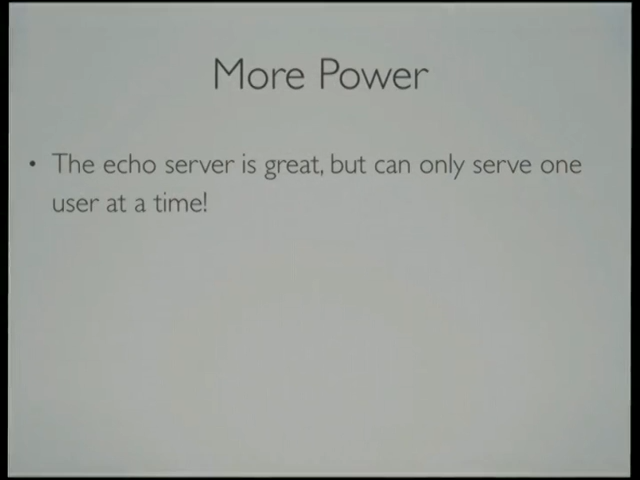 More Power
• The echo server is great, but can only serve one
user at a time!